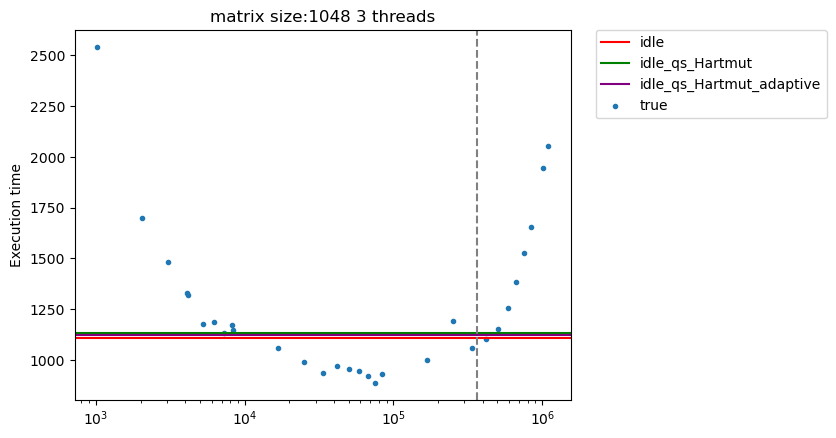 matrix size:1048 3 threads
Execution time
2500
2250
2000
1750
1500
1250
1000
10³
10⁴
10⁵
10⁶
idle
idle_qs_Hartmut
idle_qs_Hartmut_adaptive
true